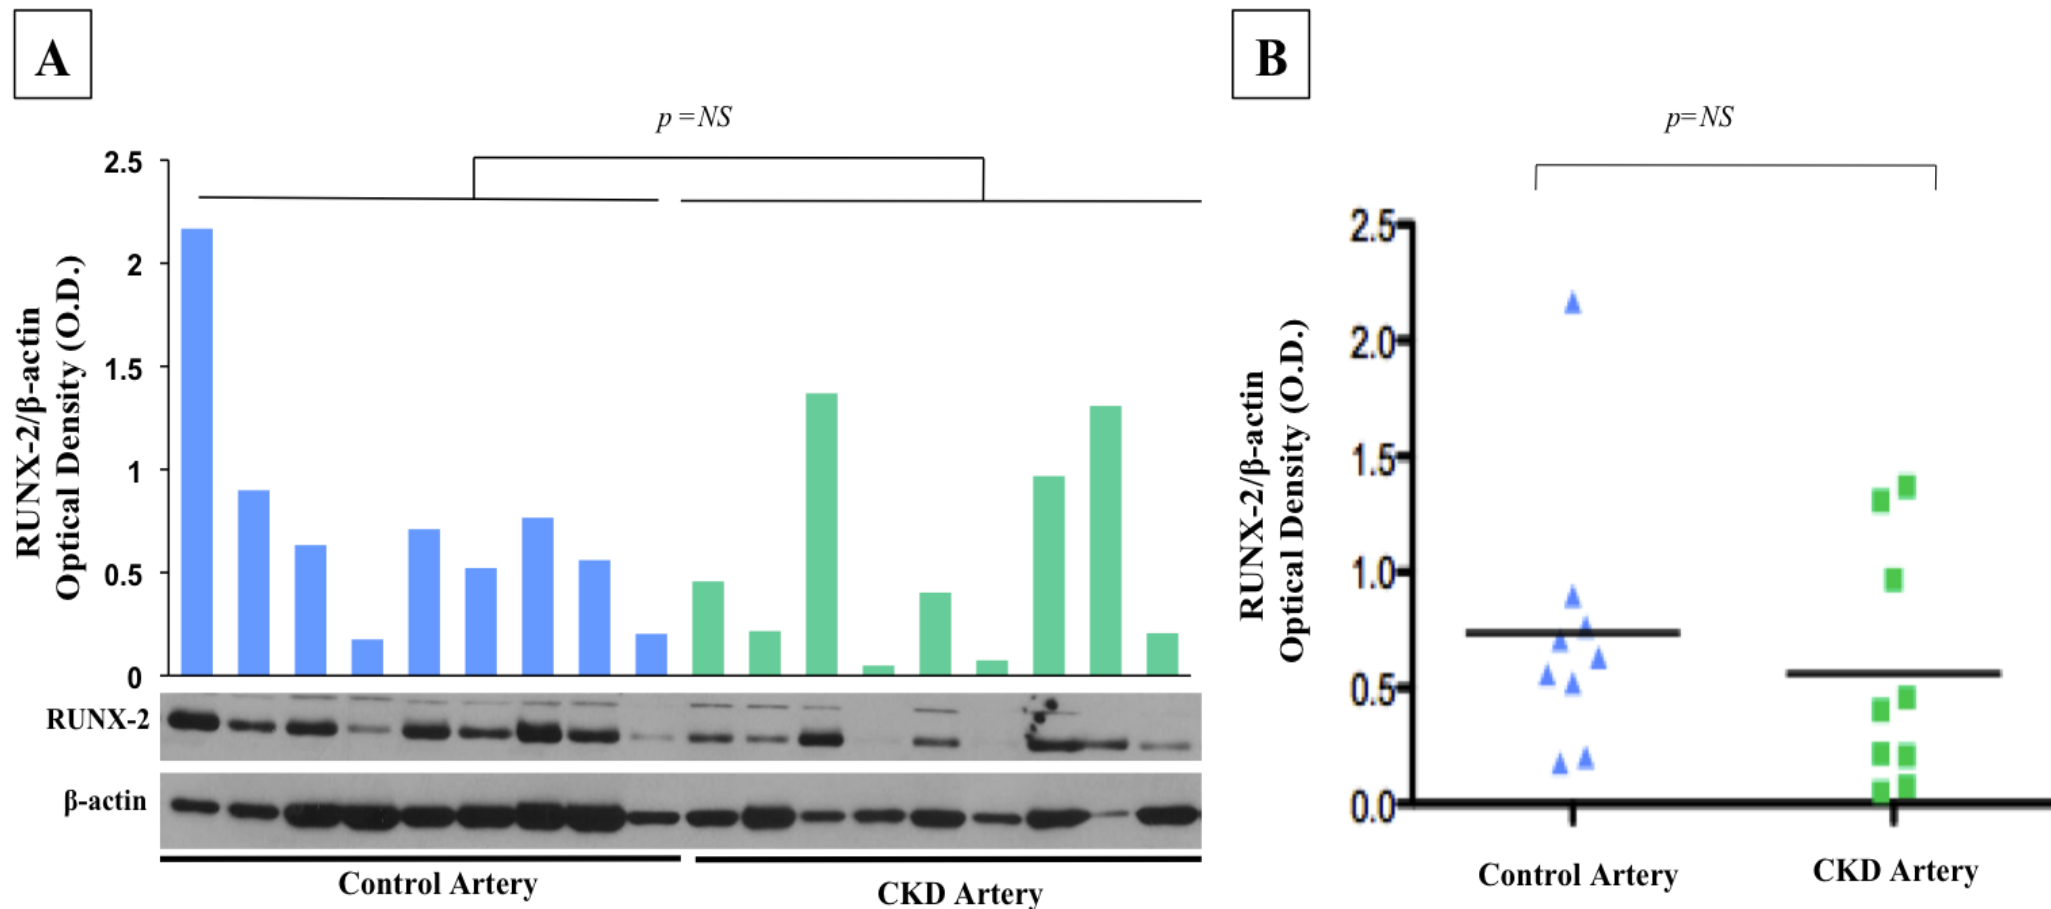 A
p =NS
RUNX-2/β-actin
Optical Density (O.D.)
2.5
2
1.5
1
0.5
0
RUNX-2
β-actin
Control Artery
CKD Artery
B
p=NS
RUNX-2/β-actin
Optical Density (O.D.)
2.5
2.0
1.5
1.0
0.5
0.0
Control Artery
CKD Artery